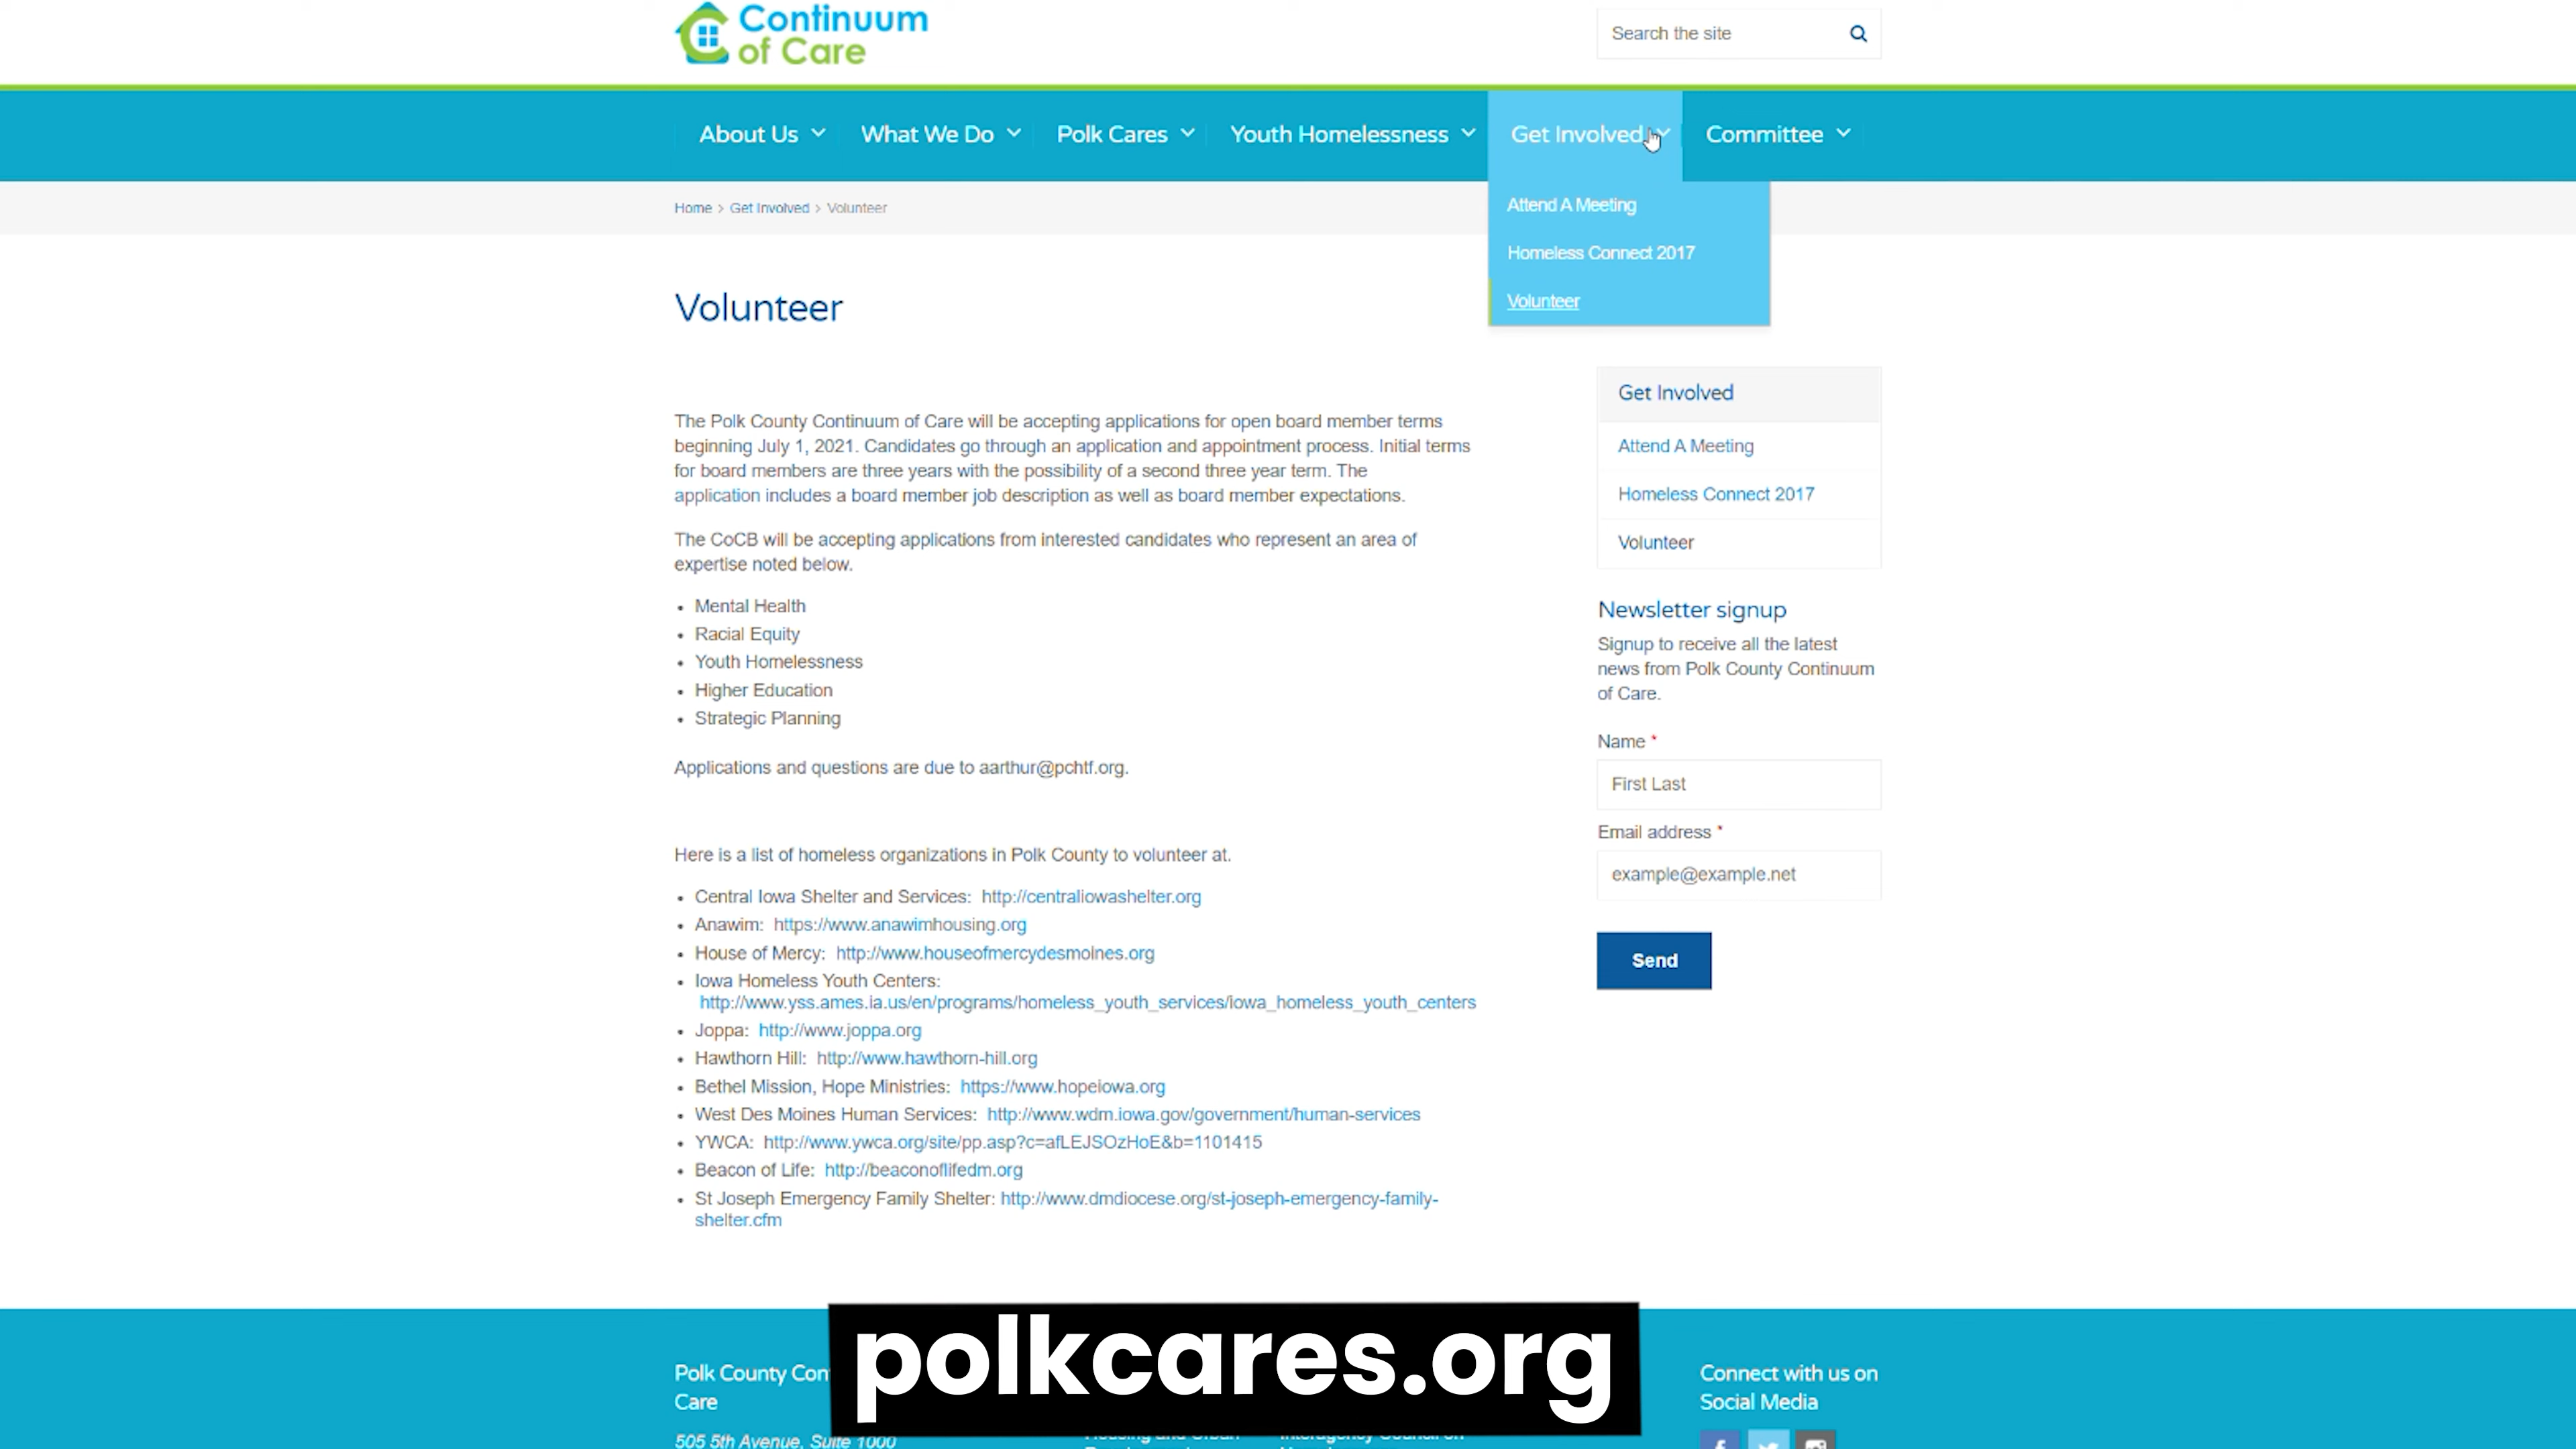 Continuum
of Care
Search the site
About Us
What We Do
Polk Cares
Youth Homelessness
Get Involved
Committee
Attend A Meeting
Homeless Connect 2017
Volunteer
Home > Get Involved > Volunteer
Volunteer
The Polk County Continuum of Care will be accepting applications for open board member terms
beginning July 1, 2021. Candidates go through an application and appointment process. Initial terms
for board members are three years with the possibility of a second three year term. The
application includes a board member job description as well as board member expectations.
The CoCB will be accepting applications from interested candidates who represent an area of
expertise noted below.
• Mental Health
• Racial Equity
• Youth Homelessness
• Higher Education
• Strategic Planning
Applications and questions are due to aarthur@pchtf.org.
Here is a list of homeless organizations in Polk County to volunteer at.
• Central Iowa Shelter and Services: http://centraliowashelter.org
• Anawim: https://www.anawimhousing.org
• House of Mercy: http://www.houseofmercydesmoines.org
• Iowa Homeless Youth Centers:
http://www.yss.ames.ia.us/en/programs/homeless_youth_services/iowa_homeless_youth_centers
• Joppa: http://www.joppa.org
• Hawthorn Hill: http://www.hawthorn-hill.org
• Bethel Mission, Hope Ministries: https://www.hopeiowa.org
• West Des Moines Human Services: http://www.wdm.iowa.gov/government/human-services
• YWCA: http://www.ywca.org/site/pp.asp?c=afLEJSOzHoE&b=1101415
• Beacon of Life: http://beaconoflifedm.org
• St Joseph Emergency Family Shelter: http://www.dmdiocese.org/st-joseph-emergency-family-
shelter.cfm
Get Involved
Attend A Meeting
Homeless Connect 2017
Volunteer
Newsletter signup
Signup to receive all the latest
news from Polk County Continuum
of Care.
Name *
First Last
Email address *
example@example.net
Send
polkcares.org
Polk County Con
Care
505 5th Avenue, Suite 1000
Connect with us on
Social Media